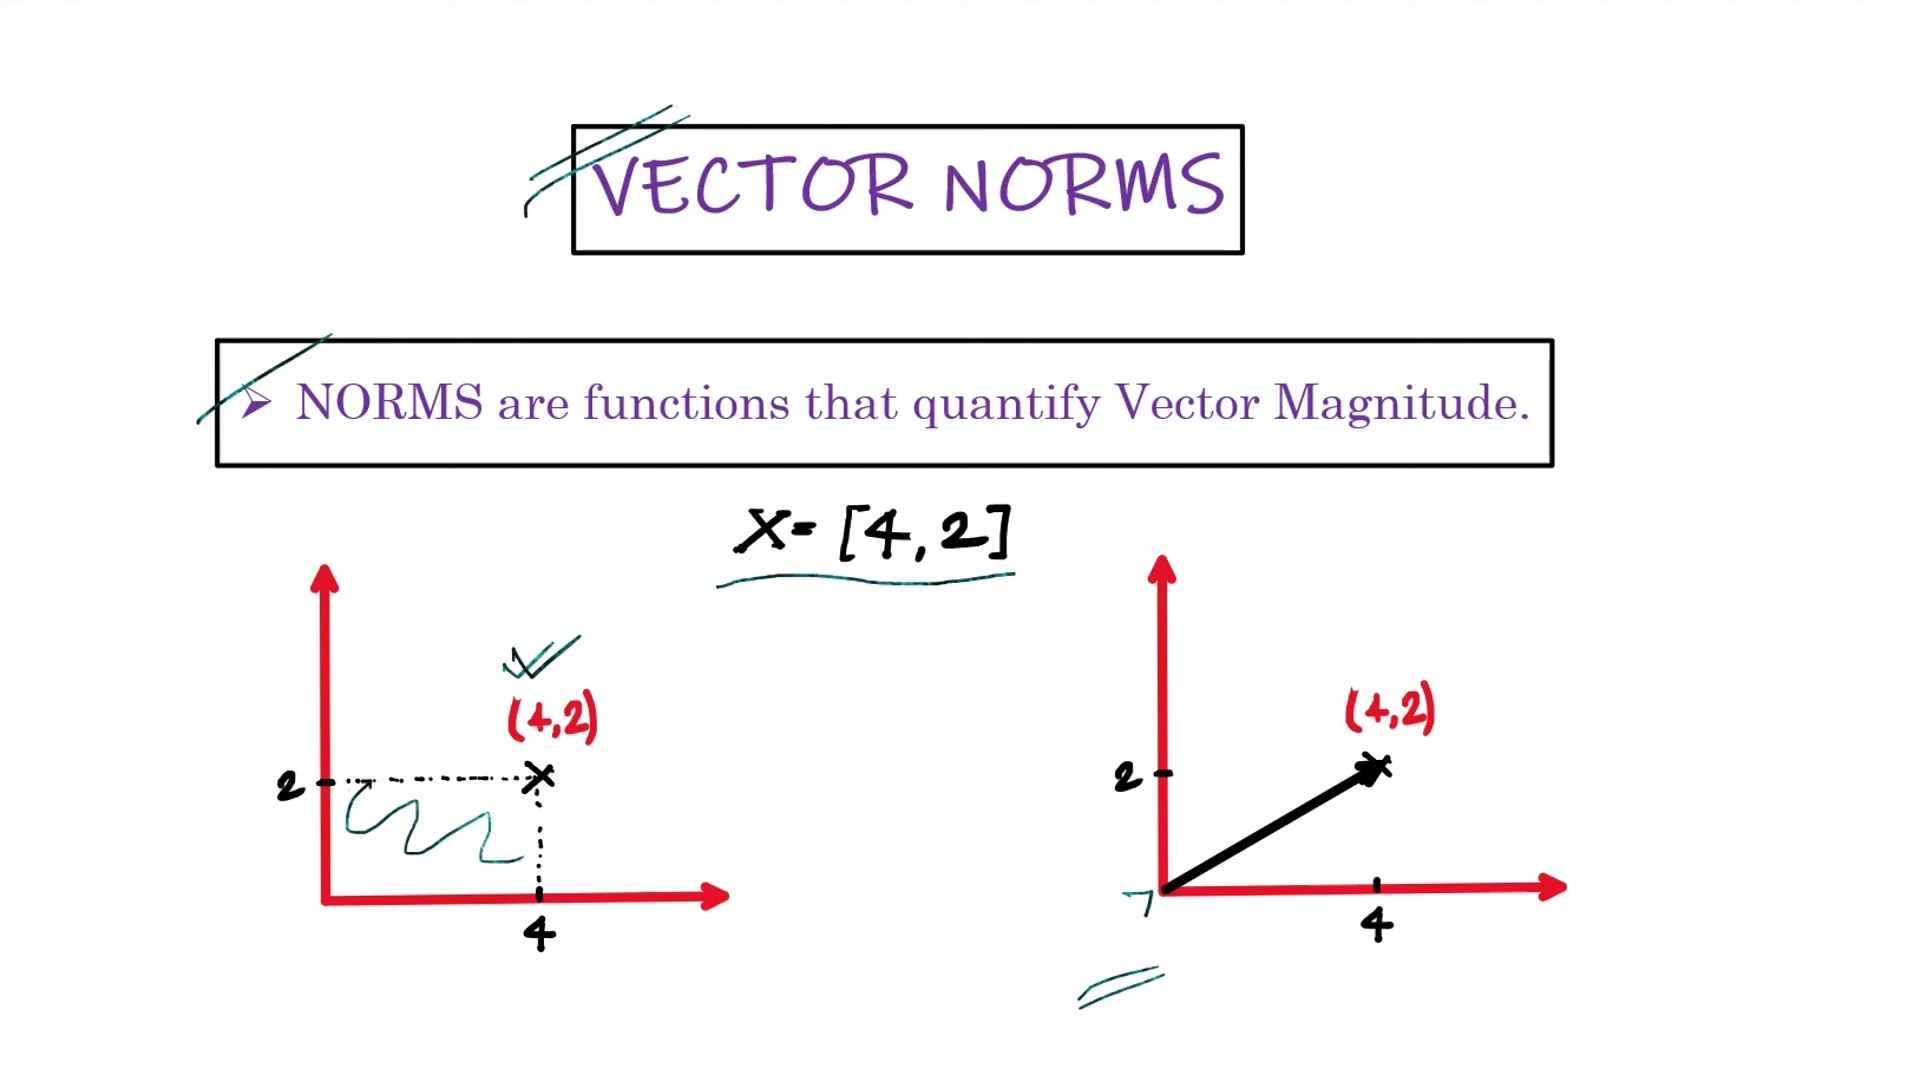 VECTOR NORMS
➢ NORMS are functions that quantify Vector Magnitude.
X= [4,2]
(4,2)
2
4
(4,2)
2
4